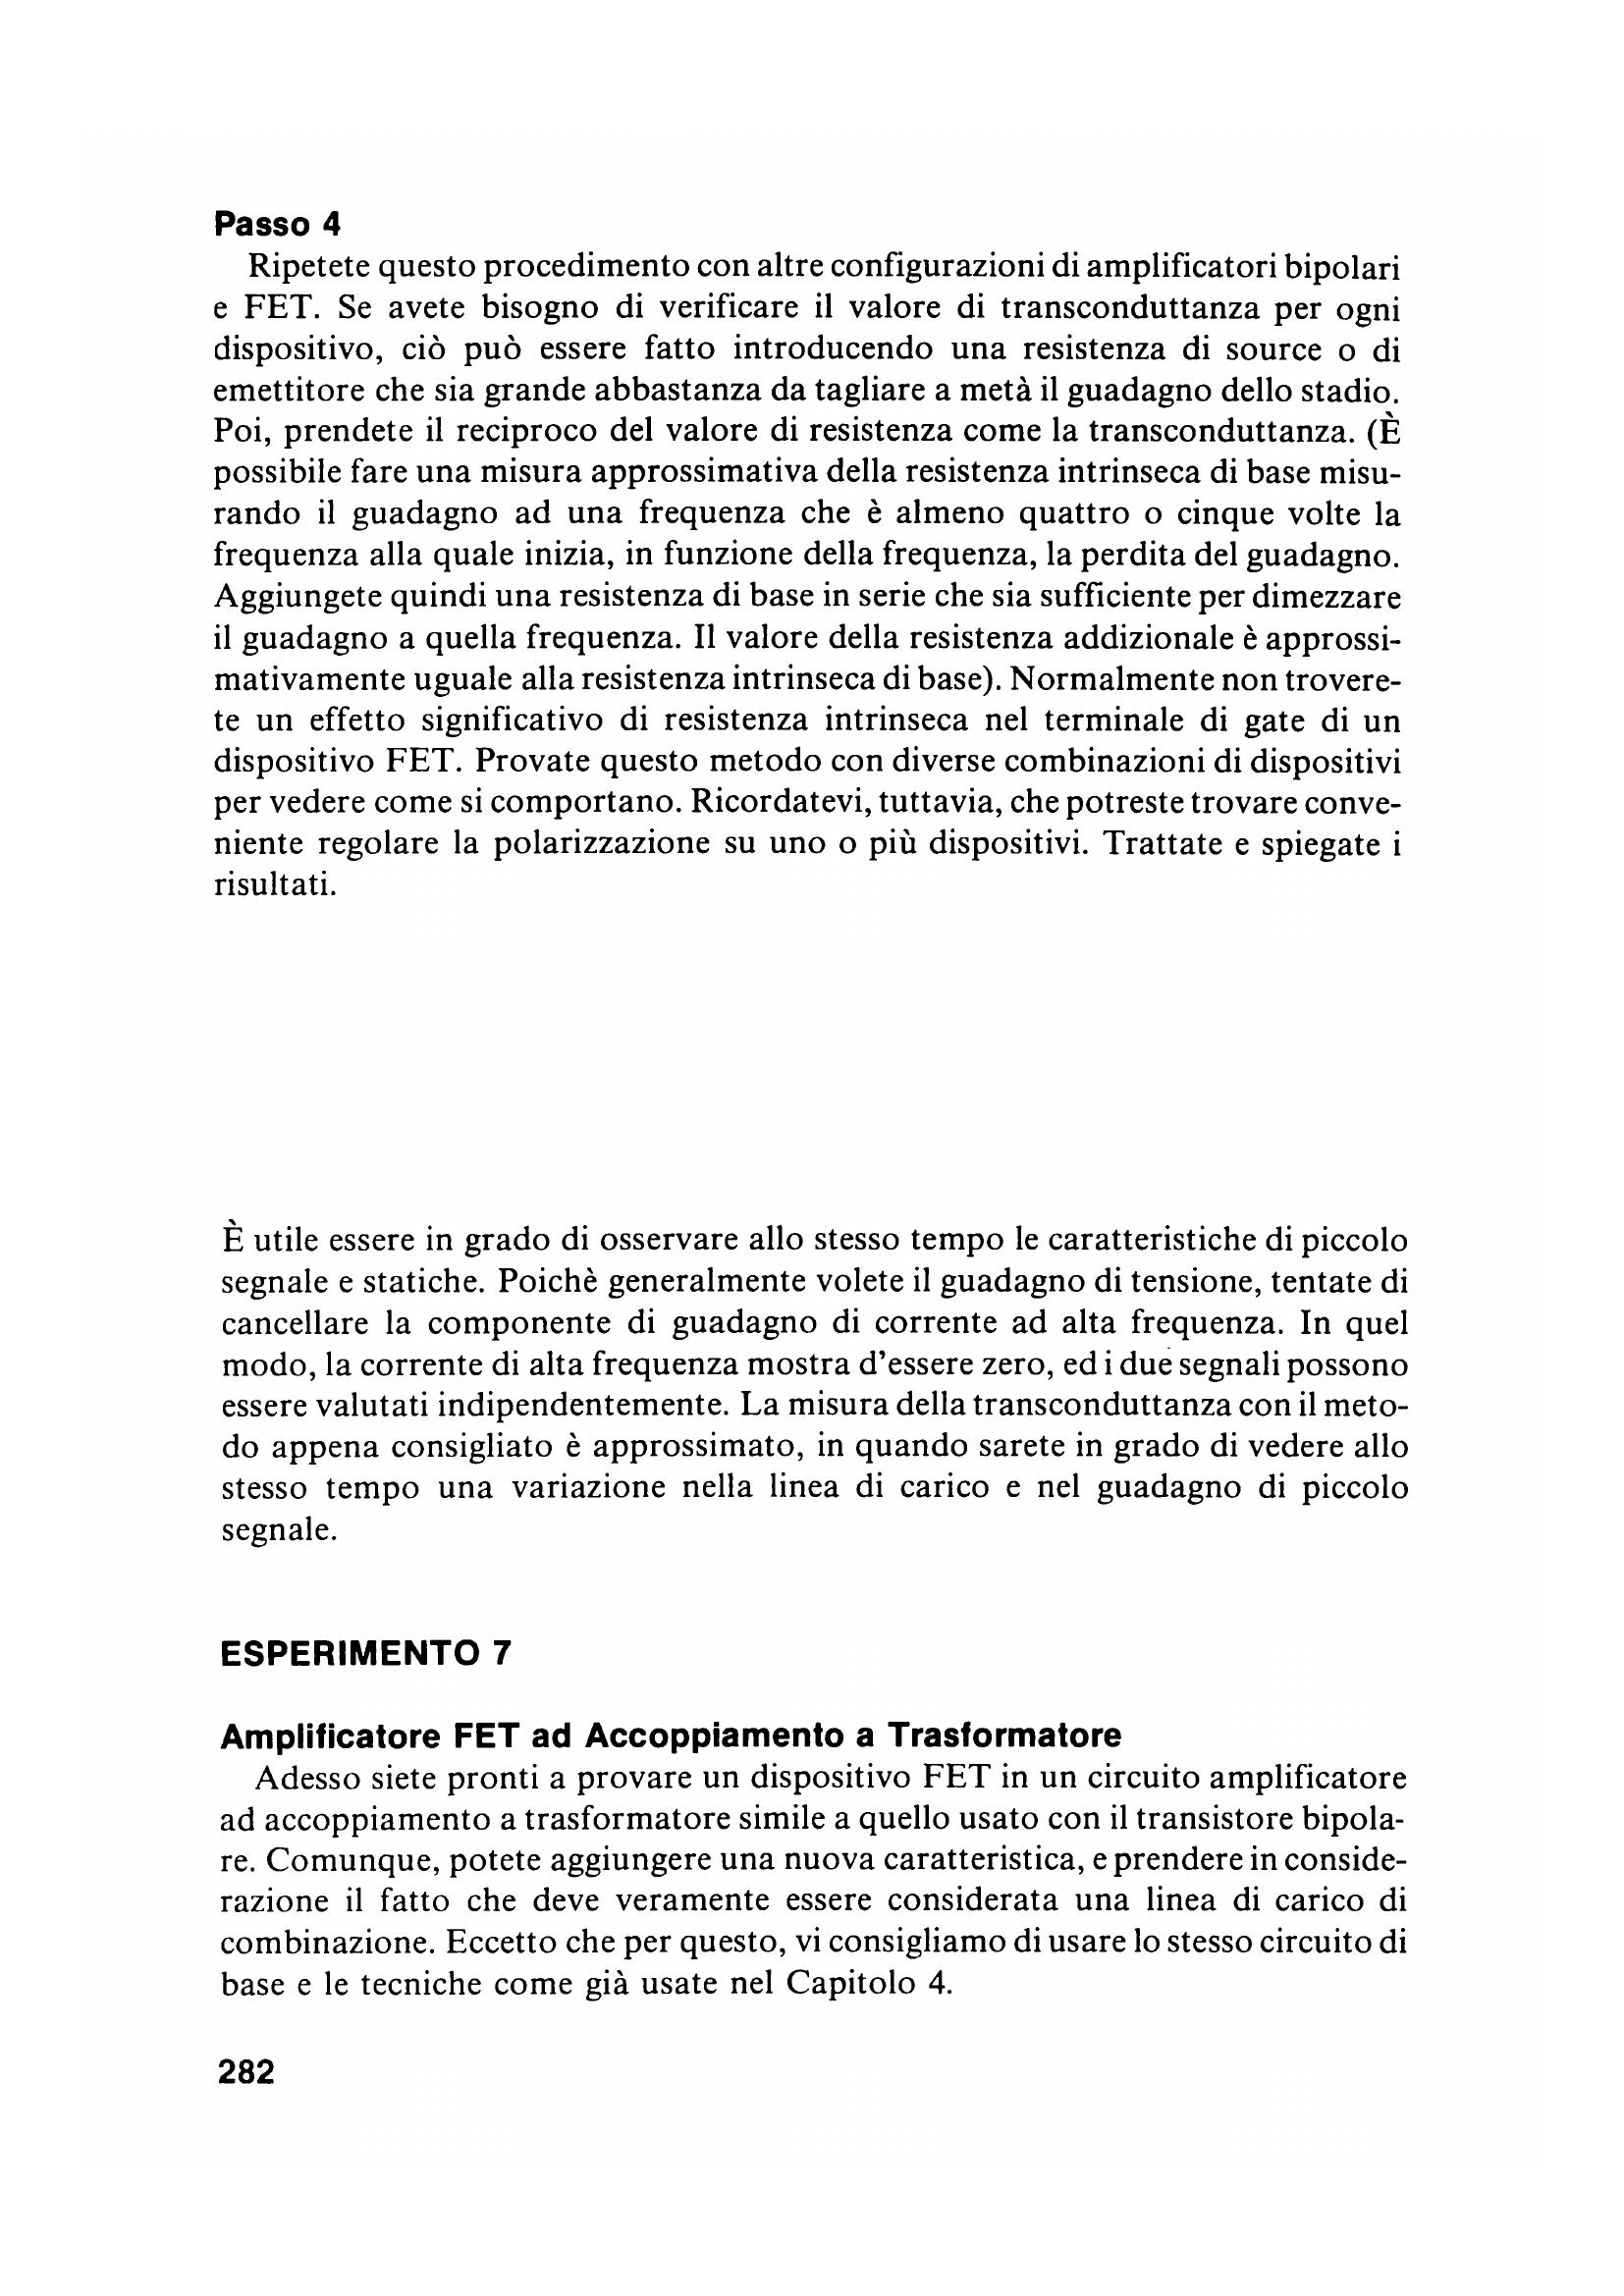 Passo 4
Ripetete questo procedimento con altre configurazioni di amplificatori bipolari
e FET. Se avete bisogno di verificare il valore di transconduttanza per ogni
dispositivo, ciò può essere fatto introducendo una resistenza di source o di
emettitore che sia grande abbastanza da tagliare a metà il guadagno dello stadio.
Poi, prendete il reciproco del valore di resistenza come la transconduttanza. (È
possibile fare una misura approssimativa della resistenza intrinseca di base misu-
rando il guadagno ad una frequenza che è almeno quattro o cinque volte la
frequenza alla quale inizia, in funzione della frequenza, la perdita del guadagno.
Aggiungete quindi una resistenza di base in serie che sia sufficiente per dimezzare
il guadagno a quella frequenza. Il valore della resistenza addizionale è approssi-
mativamente uguale alla resistenza intrinseca di base). Normalmente non trovere-
te un effetto significativo di resistenza intrinseca nel terminale di gate di un
dispositivo FET. Provate questo metodo con diverse combinazioni di dispositivi
per vedere come si comportano. Ricordatevi, tuttavia, che potreste trovare conve-
niente regolare la polarizzazione su uno o più dispositivi. Trattate e spiegate i
risultati.
È utile essere in grado di osservare allo stesso tempo le caratteristiche di piccolo
segnale e statiche. Poichè generalmente volete il guadagno di tensione, tentate di
cancellare la componente di guadagno di corrente ad alta frequenza. In quel
modo, la corrente di alta frequenza mostra d'essere zero, ed i due segnali possono
essere valutati indipendentemente. La misura della transconduttanza con il meto-
do appena consigliato è approssimato, in quando sarete in grado di vedere allo
stesso tempo una variazione nella linea di carico e nel guadagno di piccolo
segnale.
ESPERIMENTO 7
Amplificatore FET ad Accoppiamento a Trasformatore
Adesso siete pronti a provare un dispositivo FET in un circuito amplificatore
ad accoppiamento a trasformatore simile a quello usato con il transistore bipola-
re. Comunque, potete aggiungere una nuova caratteristica, e prendere in conside-
razione il fatto che deve veramente essere considerata una linea di carico di
combinazione. Eccetto che per questo, vi consigliamo di usare lo stesso circuito di
base e le tecniche come già usate nel Capitolo 4.
282